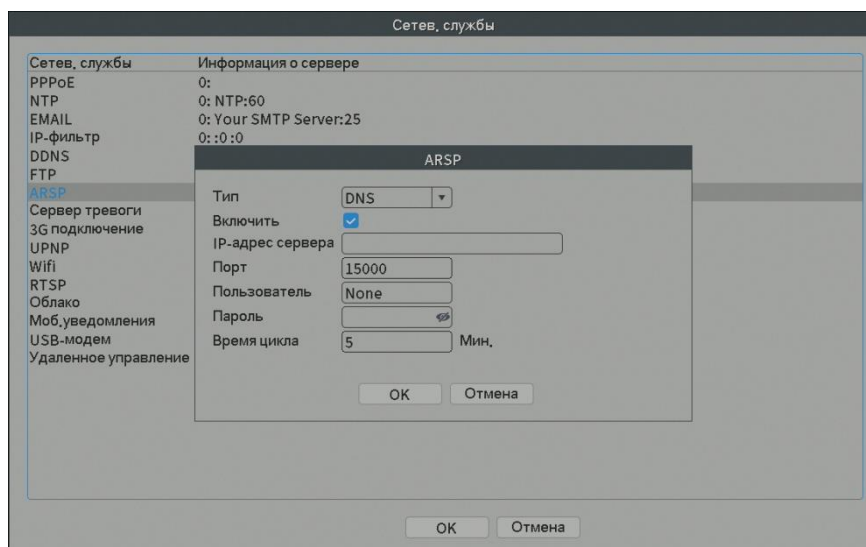 Сетев. службы
Сетев. службы Информация о сервере
PPPoE 0:
NTP 0: NTP:60
EMAIL 0: Your SMTP Server:25
IP-фильтр 0: :0 :0
DDNS
FTP
ARSP
Сервер тревоги
3G подключение
UPNP
Wifi
RTSP
Облако
Моб.уведомления
USB-модем
Удаленное управление
ARSP
Тип DNS
Включить
IP-адрес сервера
Порт 15000
Пользователь None
Пароль
Время цикла 5 Мин.
OK Отмена
OK Отмена